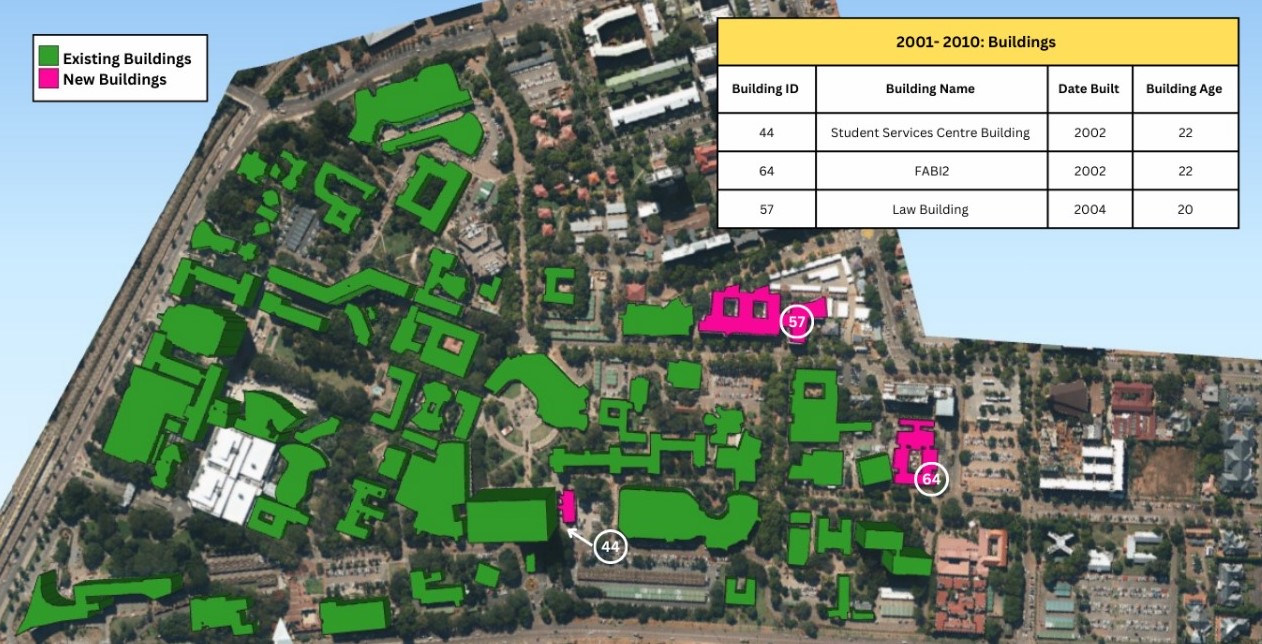 Existing Buildings
New Buildings
2001- 2010: Buildings
Building ID Building Name Date Built Building Age
44 Student Services Centre Building 2002 22
64 FABI2 2002 22
57 Law Building 2004 20
57
64
44